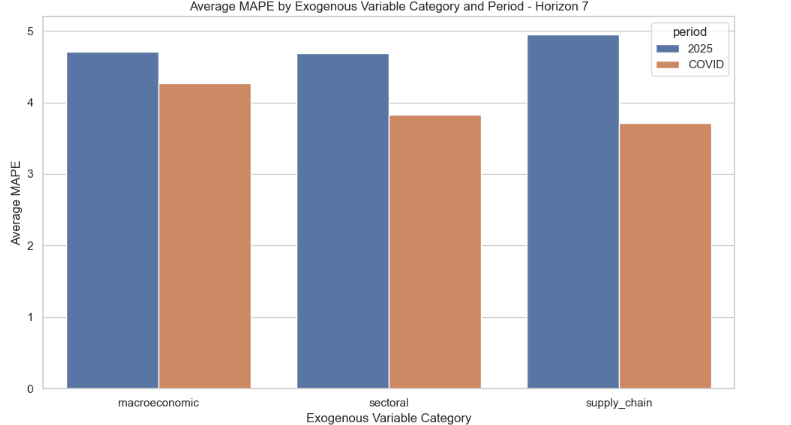 Average MAPE by Exogenous Variable Category and Period - Horizon 7
period
2025
COVID
Average MAPE
5
4
3
2
1
0
macroeconomic
sectoral
supply_chain
Exogenous Variable Category